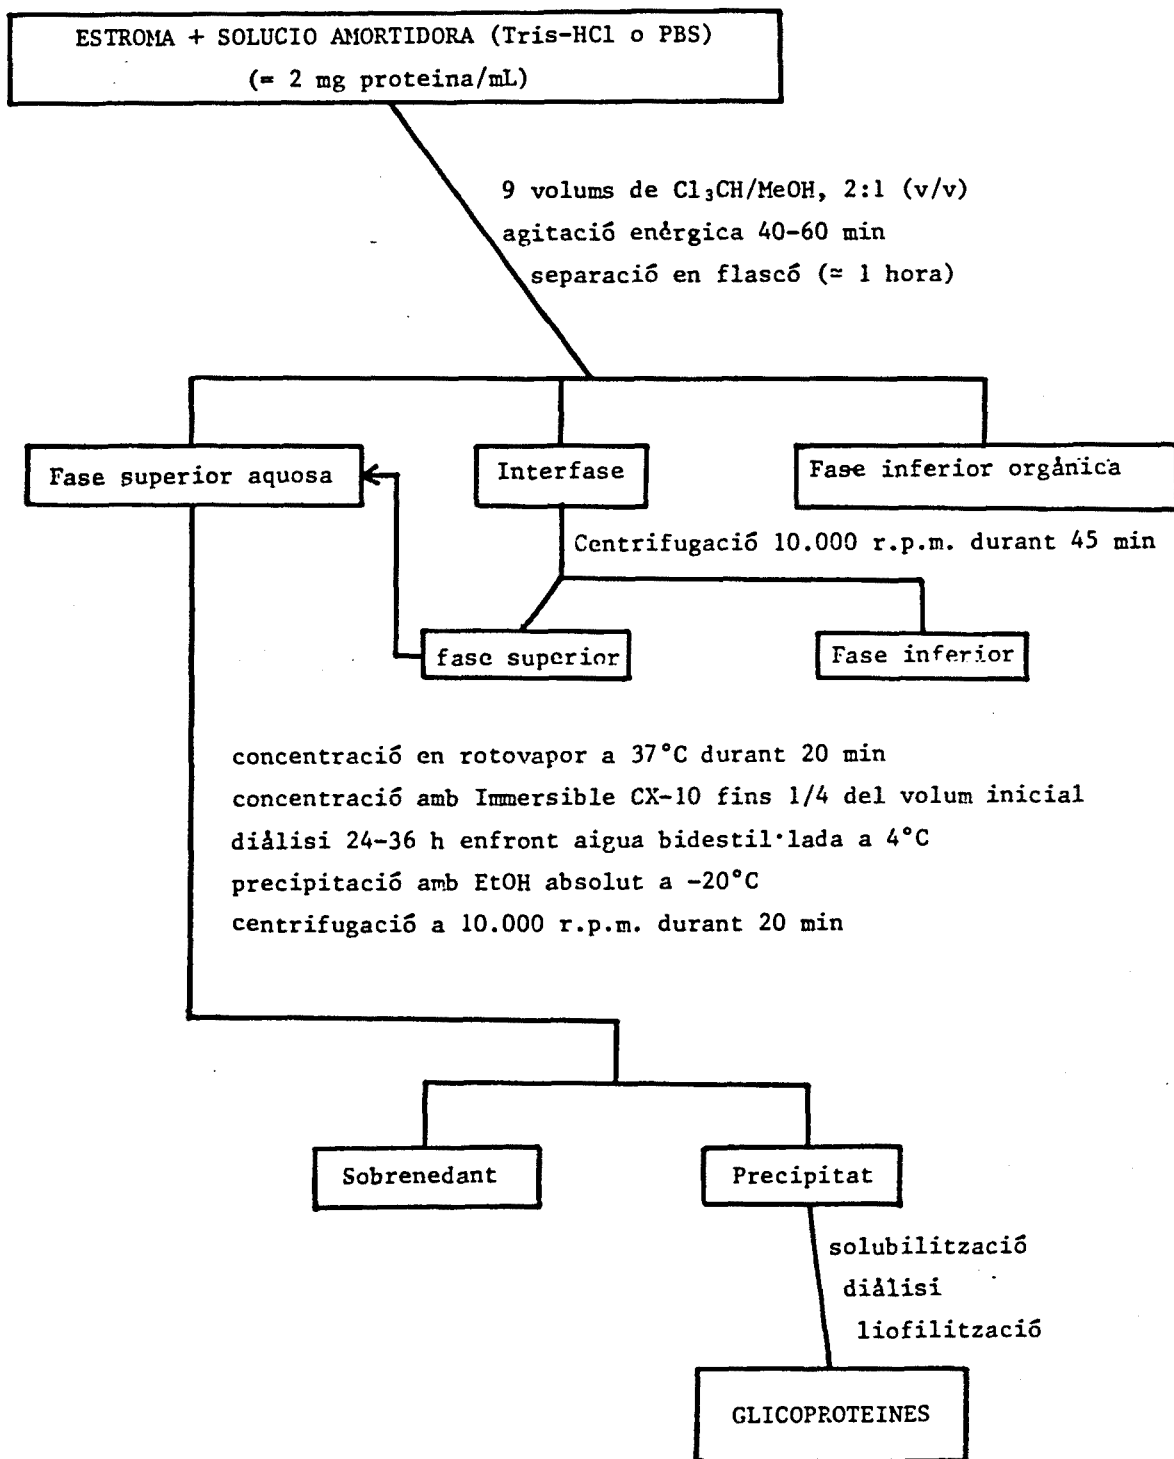 ESTROMA + SOLUCIO AMORTIDORA (Tris-HCl o PBS)
(= 2 mg proteina/mL)
9 volums de Cl₃CH/MeOH, 2:1 (v/v)
agitació enèrgica 40-60 min
separació en flascó (≃ 1 hora)
Fase superior aquosa
Interfase
Fase inferior orgànica
Centrifugació 10.000 r.p.m. durant 45 min
fase superior
Fase inferior
concentració en rotovapor a 37°C durant 20 min
concentració amb Immersible CX-10 fins 1/4 del volum inicial
diàlisi 24-36 h enfront aigua bidestil·lada a 4°C
precipitació amb EtOH absolut a -20°C
centrifugació a 10.000 r.p.m. durant 20 min
Sobrenedant
Precipitat
solubilització
diàlisi
liofilització
GLICOPROTEINES